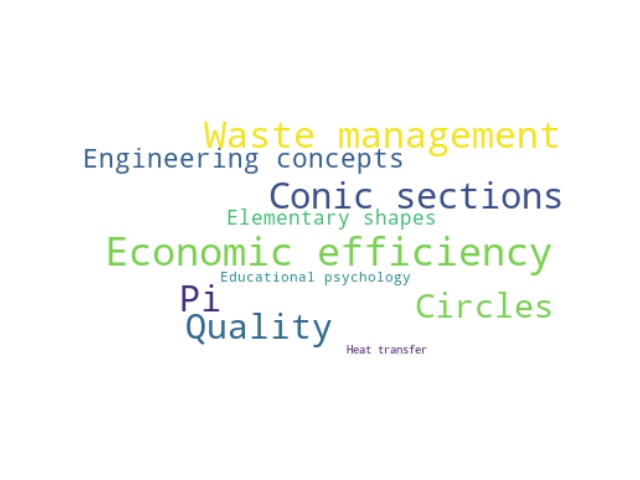 Waste management
Engineering concepts
Conic sections
Elementary shapes
Economic efficiency
Educational psychology
Pi
Circles
Quality
Heat transfer